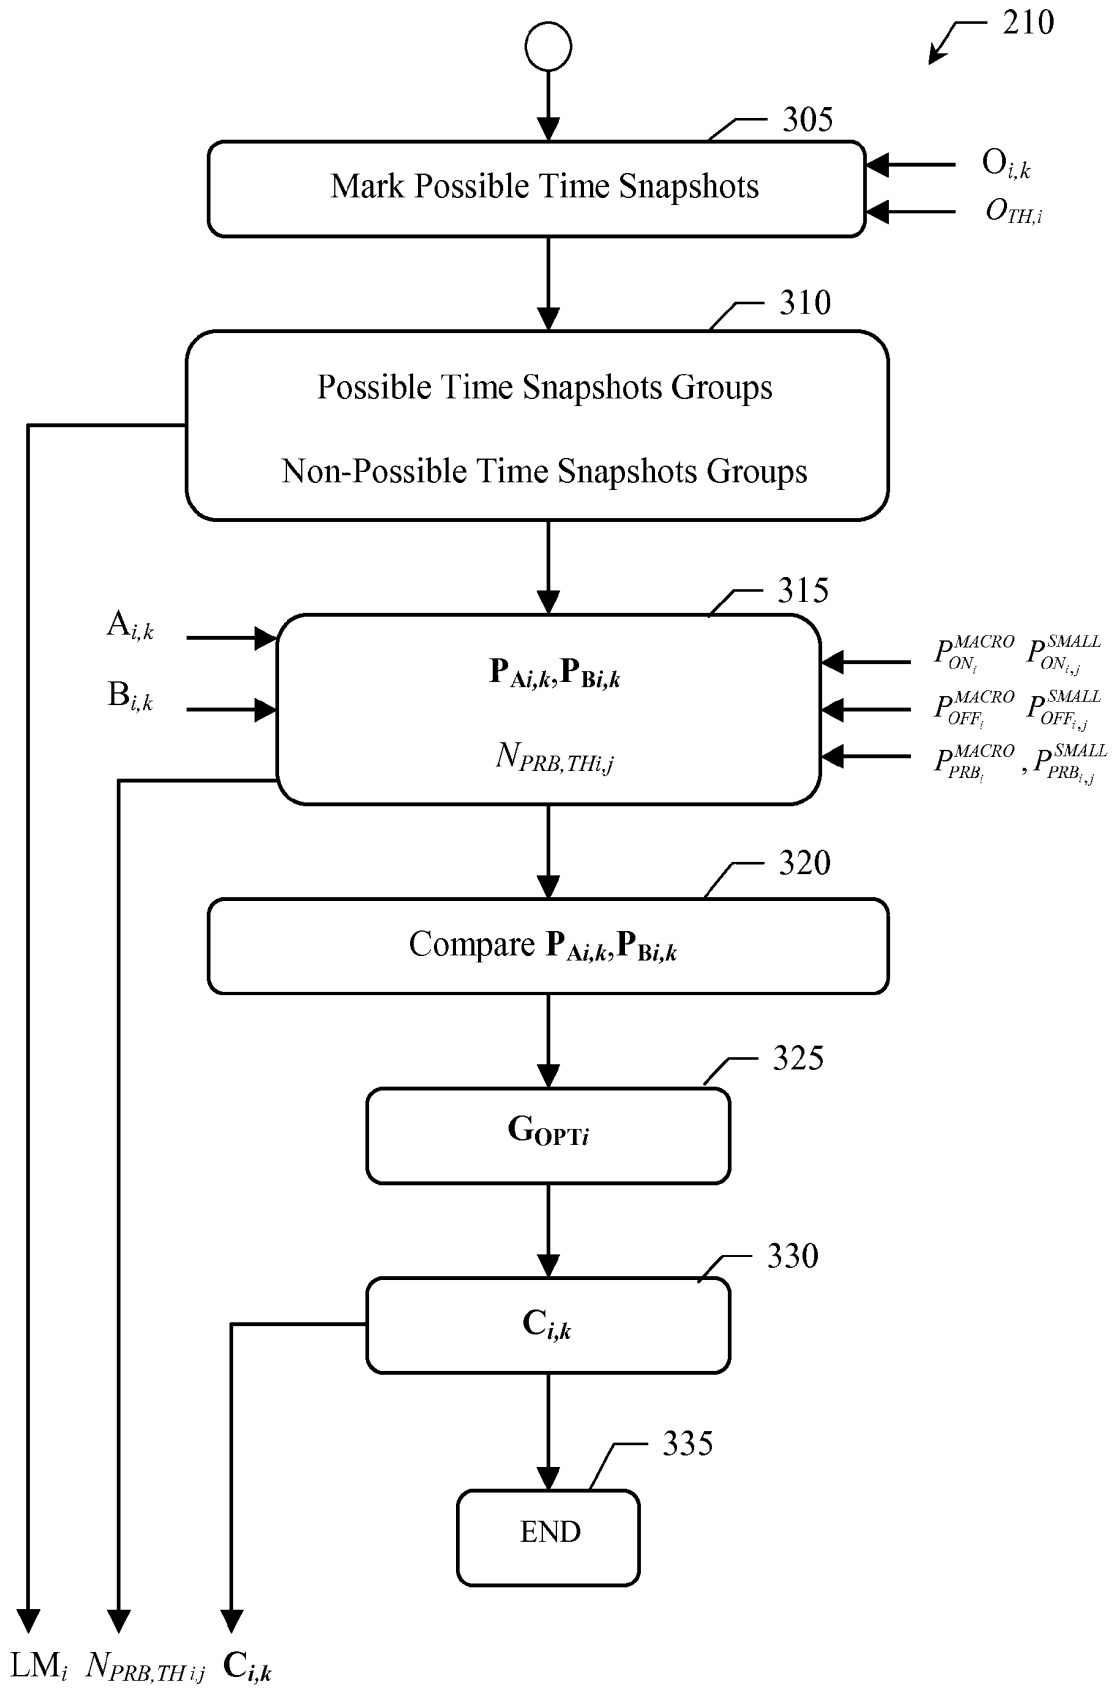 210
305
Mark Possible Time Snapshots
O_{i,k}
O_{TH,i}
310
Possible Time Snapshots Groups
Non-Possible Time Snapshots Groups
315
A_{i,k}
B_{i,k}
P_{Ai,k},P_{Bi,k}
N_{PRB,THi,j}
P_{ON_i}^{MACRO} P_{ON_{i,j}}^{SMALL}
P_{OFF_i}^{MACRO} P_{OFF_{i,j}}^{SMALL}
P_{PRB_i}^{MACRO} , P_{PRB_{i,j}}^{SMALL}
320
Compare P_{Ai,k},P_{Bi,k}
325
G_{OPTi}
330
C_{i,k}
335
END
LM_i N_{PRB,TH i,j} C_{i,k}